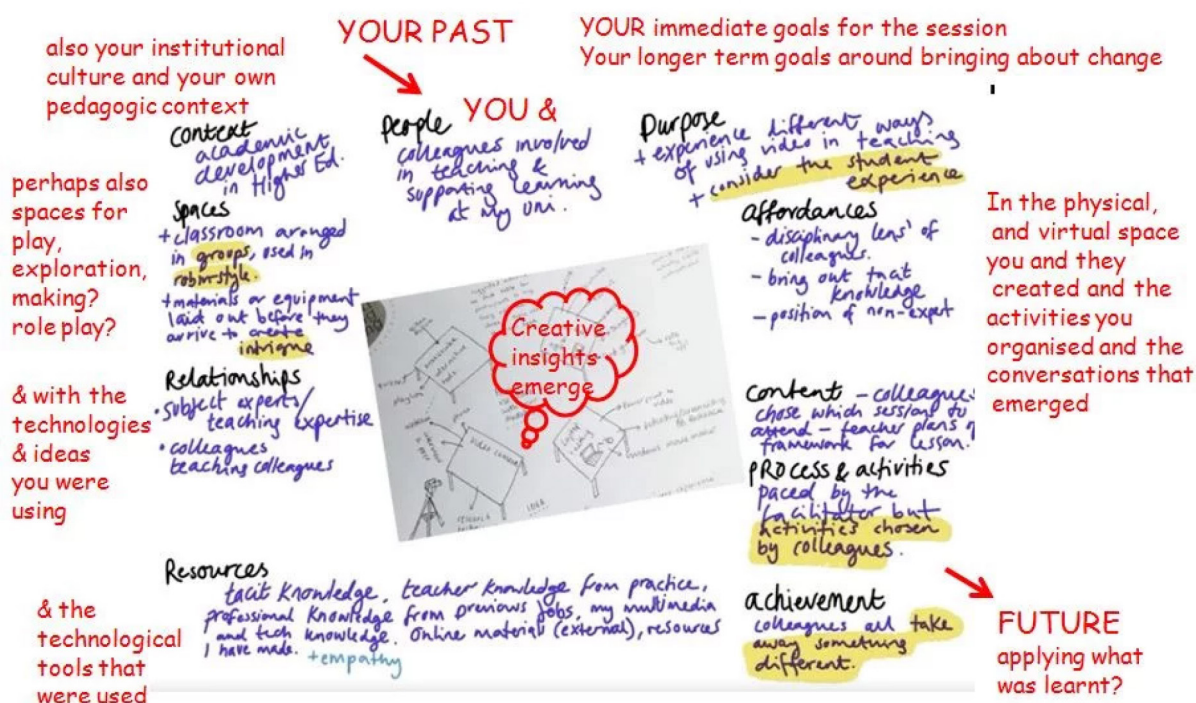 also your institutional
culture and your own
pedagogic context
YOUR PAST
YOUR immediate goals for the session
Your longer term goals around bringing about change
YOU &
Context
academic
development
in Higher Ed.
People
colleagues involved
in teaching &
supporting learning
at my uni.
Purpose
+ experience different ways
of using video in teaching
+ consider the student
experience
perhaps also
spaces for
play,
exploration,
making?
role play?
Spaces
+ classroom arranged
in groups, used in
robin-style.
+ materials or equipment
laid out before they
arrive to create
intrigue
affordances
- disciplinary lens' of
colleagues.
- bring out tacit
knowledge
- position of non-expert
In the physical,
and virtual space
you and they
created and the
activities you
organised and the
conversations that
emerged
Creative
insights
emerge
& with the
technologies
& ideas
you were
using
Relationships
• subject experts/
teaching expertise
• colleagues
teaching colleagues
video camera
IDEA
content - colleagues
chose which session to
attend - teacher plans
framework for lesson.
PROcess & activities
paced by the
facilitator but
activities chosen
by colleagues.
Resources
tacit knowledge, teacher knowledge from practice,
professional knowledge from previous jobs, my multimedia
and tech knowledge. Online material (external), resources
I have made.
+ empathy
achievement
colleagues all take
away something
different.
& the
technological
tools that
were used
FUTURE
applying what
was learnt?